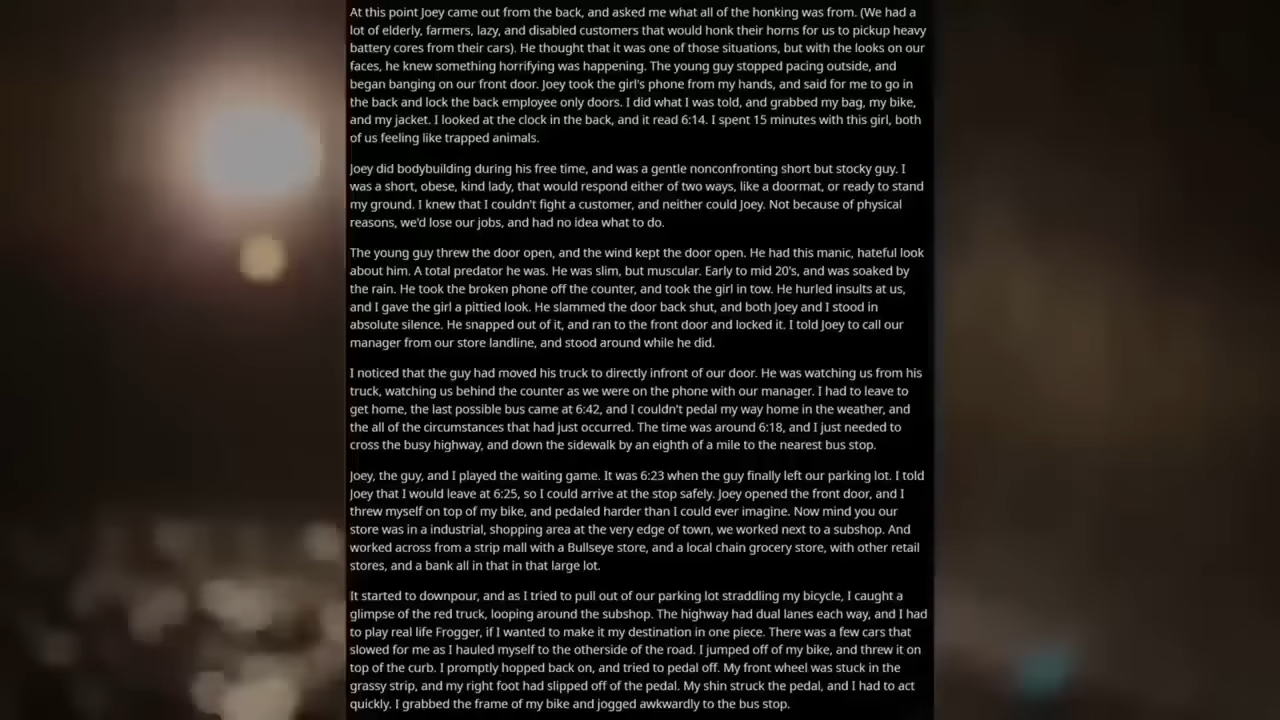 At this point Joey came out from the back, and asked me what all of the honking was from. (We had a
lot of elderly, farmers, lazy, and disabled customers that would honk their horns for us to pickup heavy
battery cores from their cars). He thought that it was one of those situations, but with the looks on our
faces, he knew something horrifying was happening. The young guy stopped pacing outside, and
began banging on our front door. Joey took the girl's phone from my hands, and said for me to go in
the back and lock the back employee only doors. I did what I was told, and grabbed my bag, my bike,
and my jacket. I looked at the clock in the back, and it read 6:14. I spent 15 minutes with this girl, both
of us feeling like trapped animals.
Joey did bodybuilding during his free time, and was a gentle nonconfronting short but stocky guy. I
was a short, obese, kind lady, that would respond either of two ways, like a doormat, or ready to stand
my ground. I knew that I couldn't fight a customer, and neither could Joey. Not because of physical
reasons, we'd lose our jobs, and had no idea what to do.
The young guy threw the door open, and the wind kept the door open. He had this manic, hateful look
about him. A total predator he was. He was slim, but muscular. Early to mid 20's, and was soaked by
the rain. He took the broken phone off the counter, and took the girl in tow. He hurled insults at us,
and I gave the girl a pittied look. He slammed the door back shut, and both Joey and I stood in
absolute silence. He snapped out of it, and ran to the front door and locked it. I told Joey to call our
manager from our store landline, and stood around while he did.
I noticed that the guy had moved his truck to directly infront of our door. He was watching us from his
truck, watching us behind the counter as we were on the phone with our manager. I had to leave to
get home, the last possible bus came at 6:42, and I couldn't pedal my way home in the weather, and
the all of the circumstances that had just occurred. The time was around 6:18, and I just needed to
cross the busy highway, and down the sidewalk by an eighth of a mile to the nearest bus stop.
Joey, the guy, and I played the waiting game. It was 6:23 when the guy finally left our parking lot. I told
Joey that I would leave at 6:25, so I could arrive at the stop safely. Joey opened the front door, and I
threw myself on top of my bike, and pedaled harder than I could ever imagine. Now mind you our
store was in a industrial, shopping area at the very edge of town, we worked next to a subshop. And
worked across from a strip mall with a Bullseye store, and a local chain grocery store, with other retail
stores, and a bank all in that in that large lot.
It started to downpour, and as I tried to pull out of our parking lot straddling my bicycle, I caught a
glimpse of the red truck, looping around the subshop. The highway had dual lanes each way, and I had
to play real life Frogger, if I wanted to make it my destination in one piece. There was a few cars that
slowed for me as I hauled myself to the otherside of the road. I jumped off of my bike, and threw it on
top of the curb. I promptly hopped back on, and tried to pedal off. My front wheel was stuck in the
grassy strip, and my right foot had slipped off of the pedal. My shin struck the pedal, and I had to act
quickly. I grabbed the frame of my bike and jogged awkwardly to the bus stop.